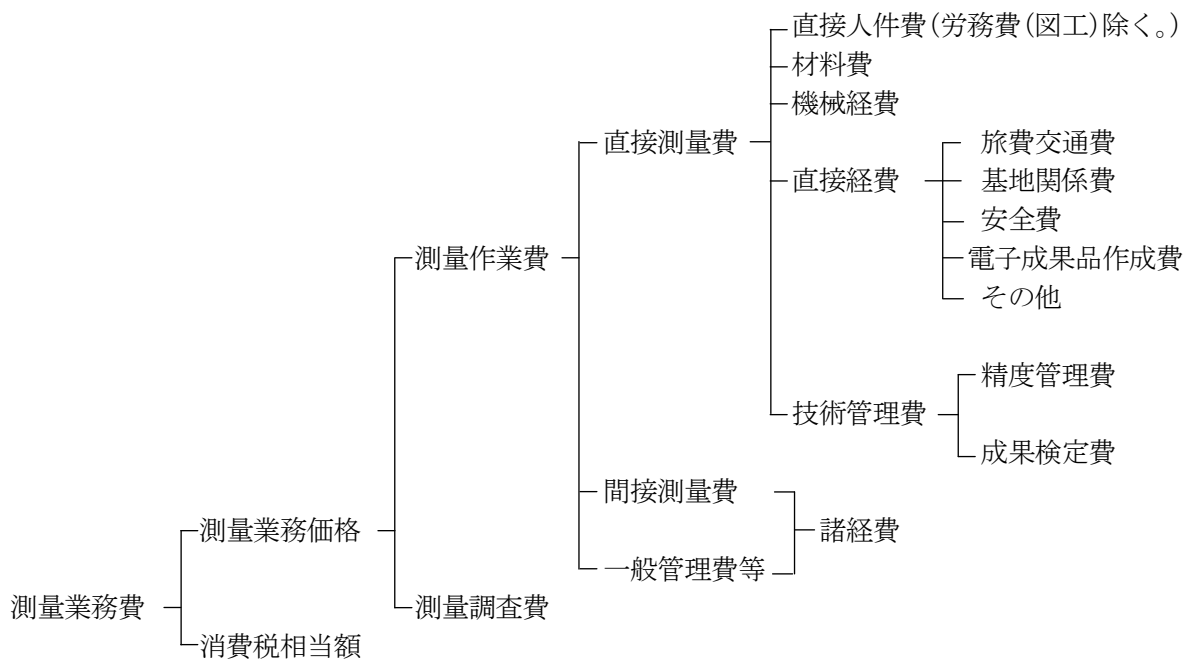 直接人件費(労務費(図工)除く。)
材料費
機械経費
直接測量費
旅費交通費
直接経費
基地関係費
安全費
測量作業費
電子成果品作成費
その他
精度管理費
技術管理費
成果検定費
間接測量費
測量業務価格
諸経費
一般管理費等
測量業務費
測量調査費
消費税相当額